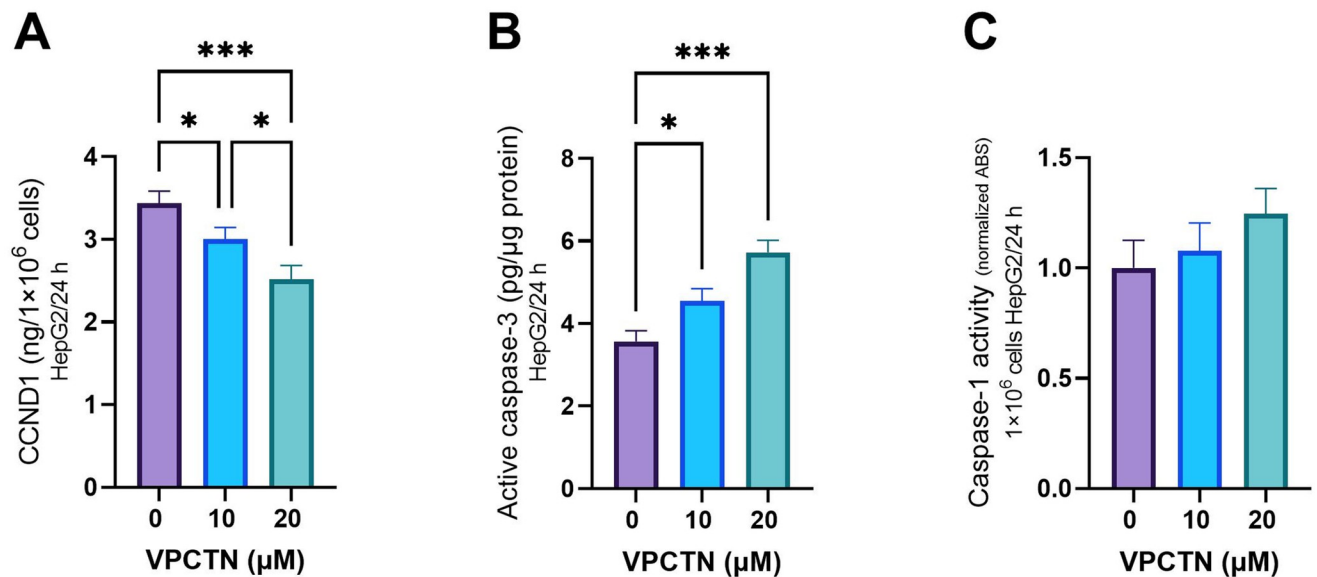 A
***
*
*
CCND1 (ng/1×10⁶ cells)
HepG2/24 h
4
3
2
1
0
0 10 20
VPCTN (µM)
B
***
*
Active caspase-3 (pg/µg protein)
HepG2/24 h
8
6
4
2
0
0 10 20
VPCTN (µM)
C
Caspase-1 activity (normalized ABS)
1×10⁶ cells HepG2/24 h
1.5
1.0
0.5
0.0
0 10 20
VPCTN (µM)